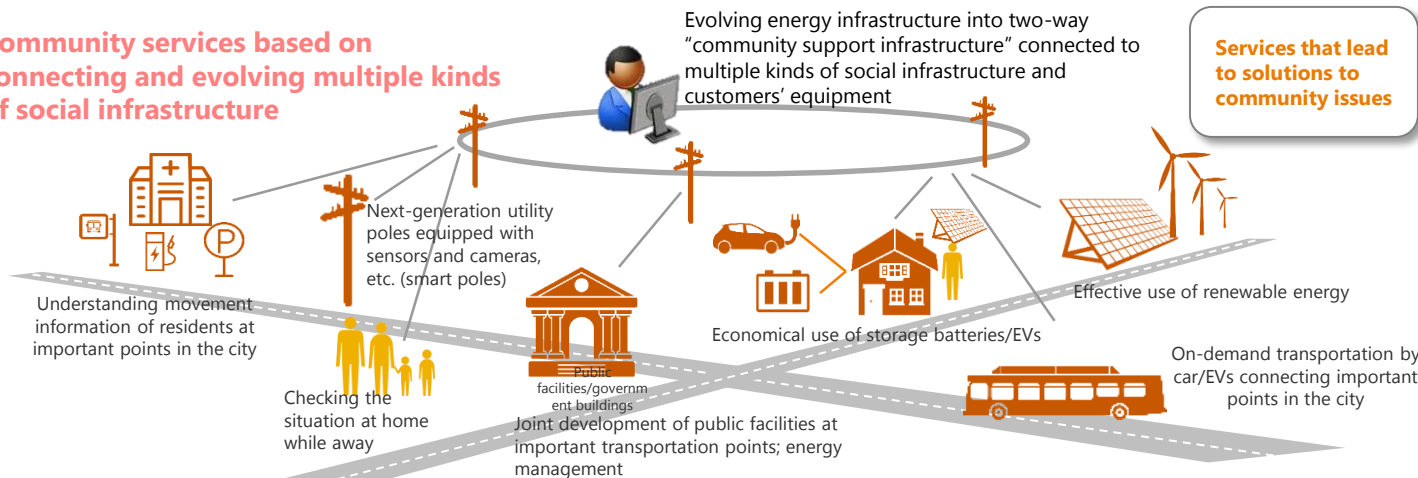 ommunity services based on
onnecting and evolving multiple kinds
f social infrastructure
Evolving energy infrastructure into two-way
“community support infrastructure” connected to
multiple kinds of social infrastructure and
customers’ equipment
Services that lead
to solutions to
community issues
Next-generation utility
poles equipped with
sensors and cameras,
etc. (smart poles)
P
Understanding movement
information of residents at
important points in the city
Effective use of renewable energy
Economical use of storage batteries/EVs
On-demand transportation by
car/EVs connecting important
points in the city
Public
facilities/governm
ent buildings
Checking the
situation at home
while away
Joint development of public facilities at
important transportation points; energy
management